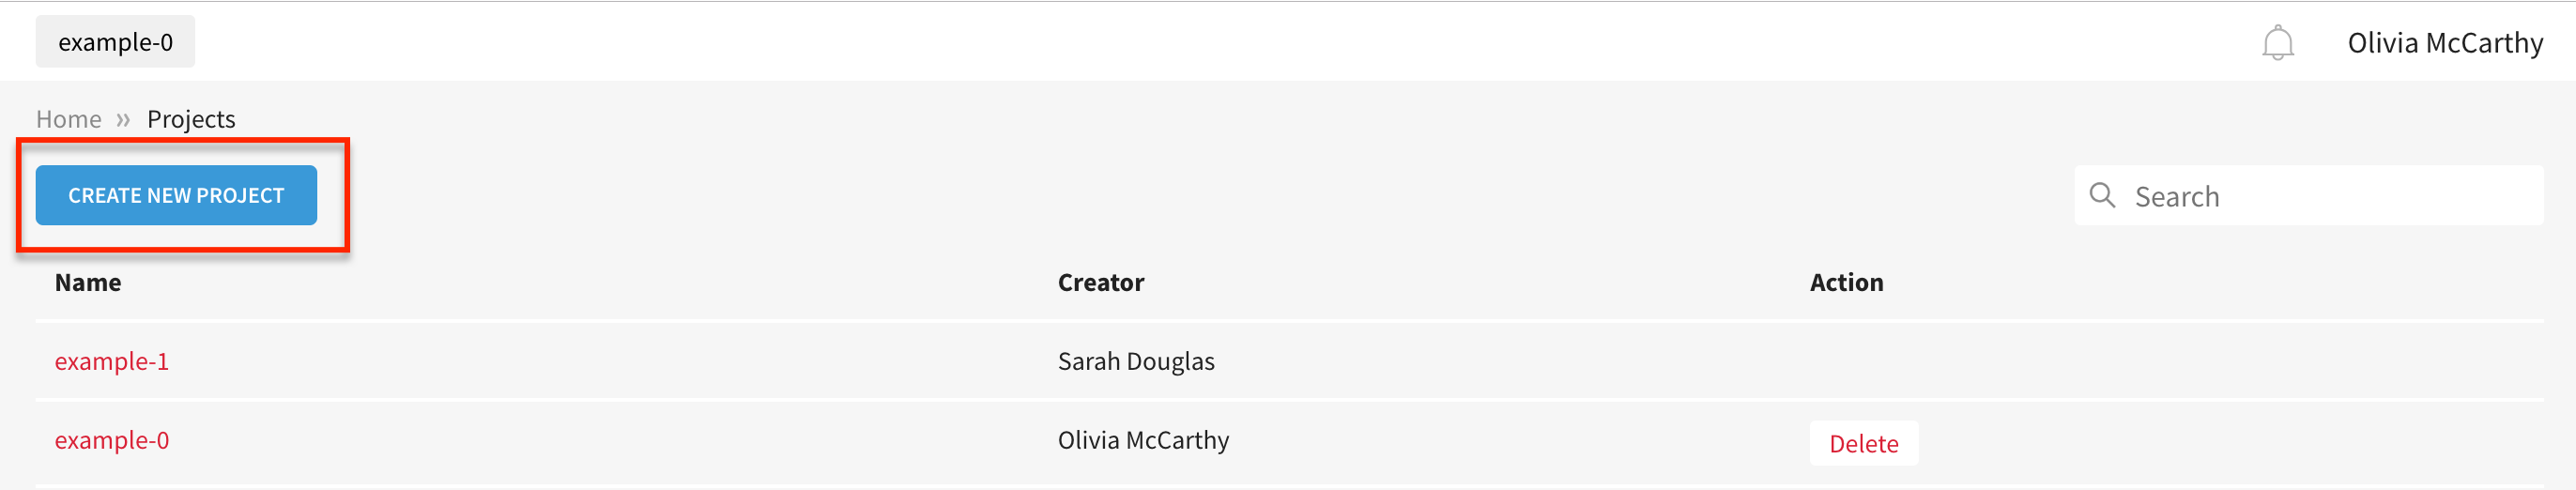 example-0 Olivia McCarthy
Home » Projects
CREATE NEW PROJECT Search
Name Creator Action
example-1 Sarah Douglas
example-0 Olivia McCarthy Delete